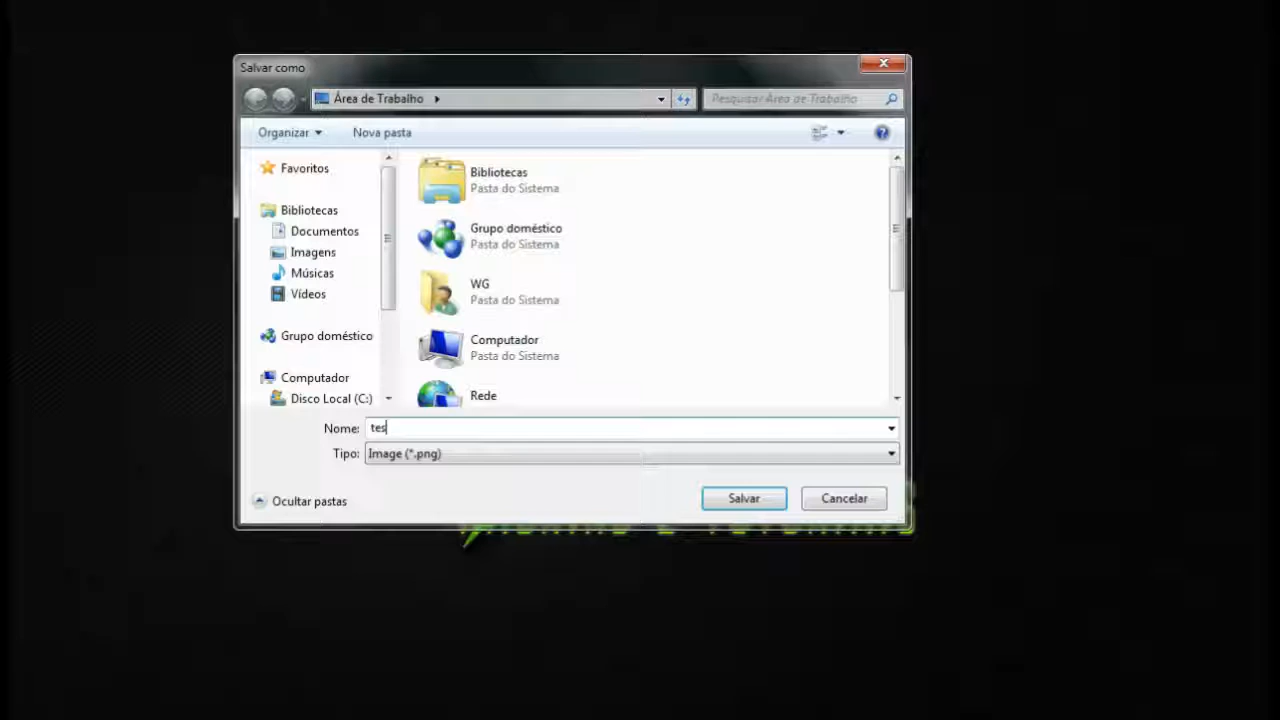 Salvar como
Área de Trabalho
Pesquisar Área de Trabalho
Organizar
Nova pasta
Favoritos
Bibliotecas
Documentos
Imagens
Músicas
Vídeos
Grupo doméstico
Computador
Disco Local (C:)
Bibliotecas
Pasta do Sistema
Grupo doméstico
Pasta do Sistema
WG
Pasta do Sistema
Computador
Pasta do Sistema
Rede
Nome: tes
Tipo: Image (*.png)
Ocultar pastas
Salvar
Cancelar